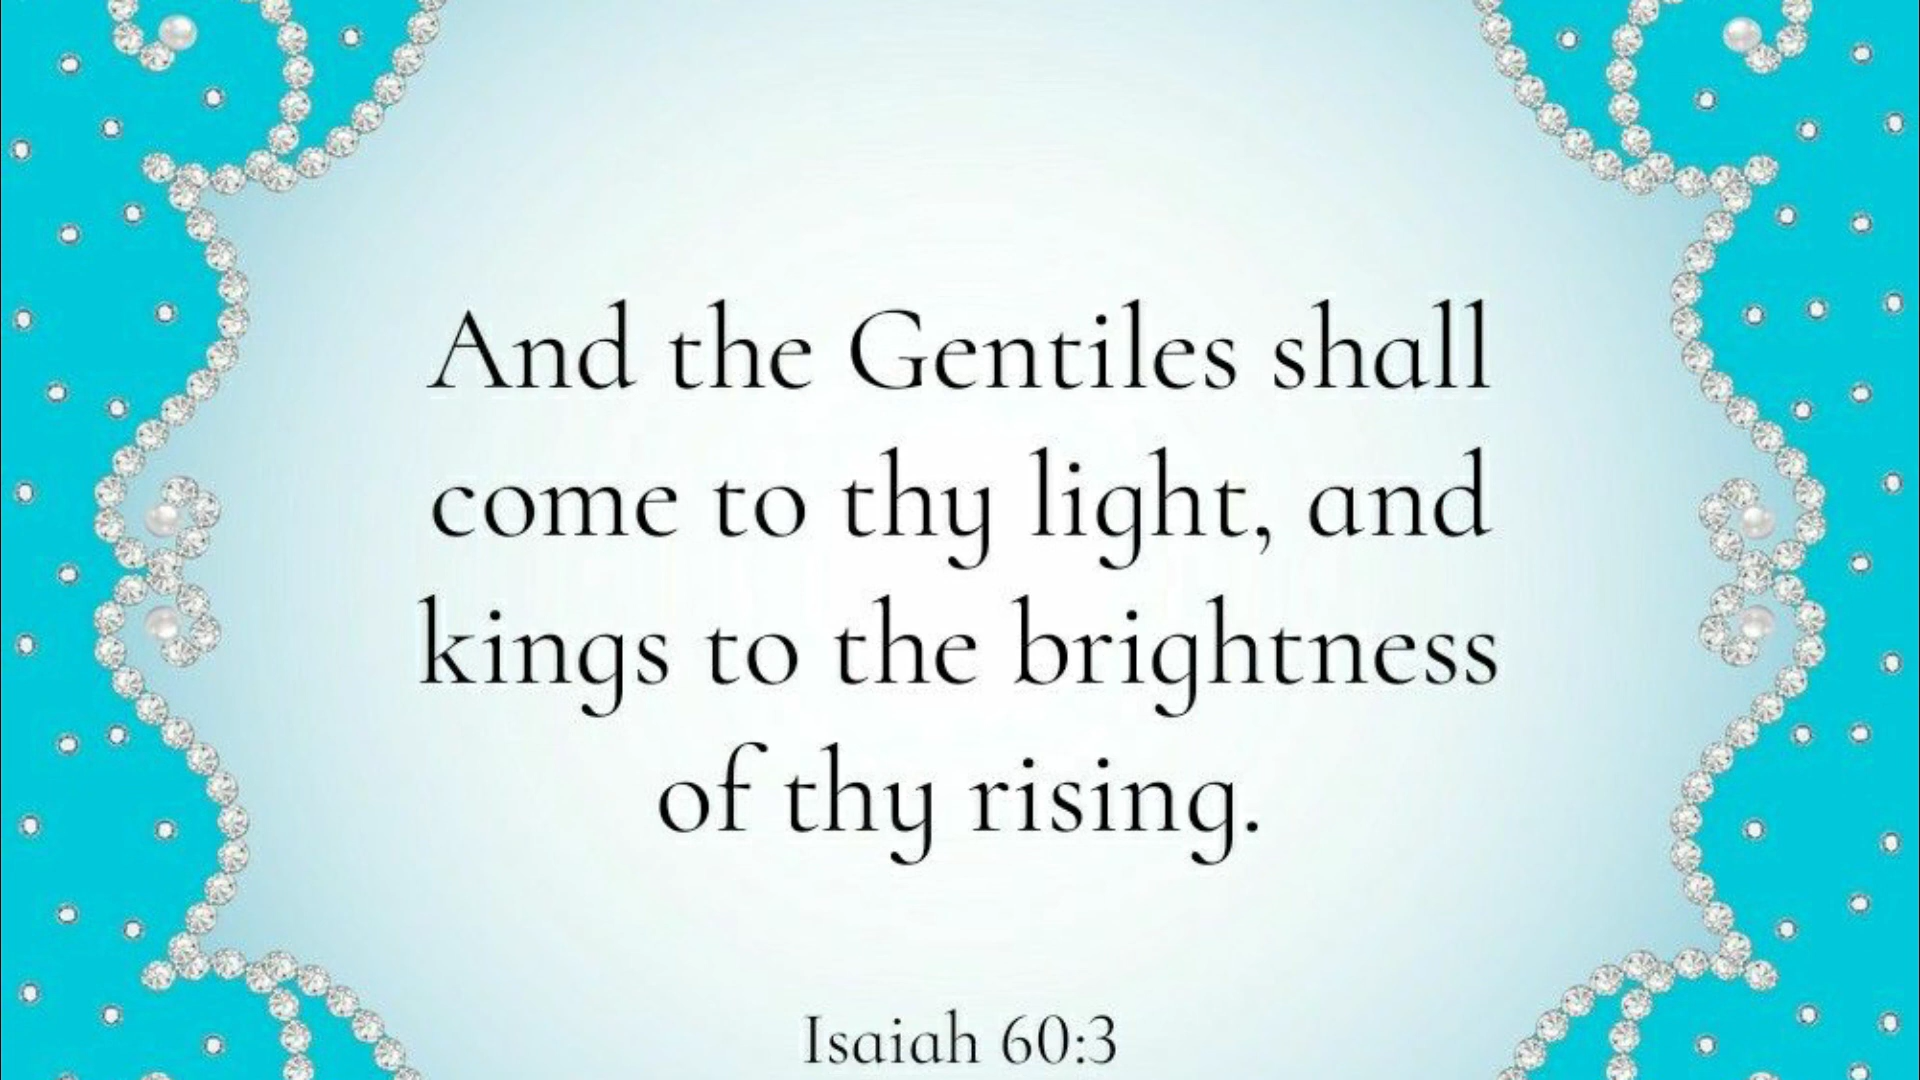 And the Gentiles shall
come to thy light, and
kings to the brightness
of thy rising.
Isaiah 60:3